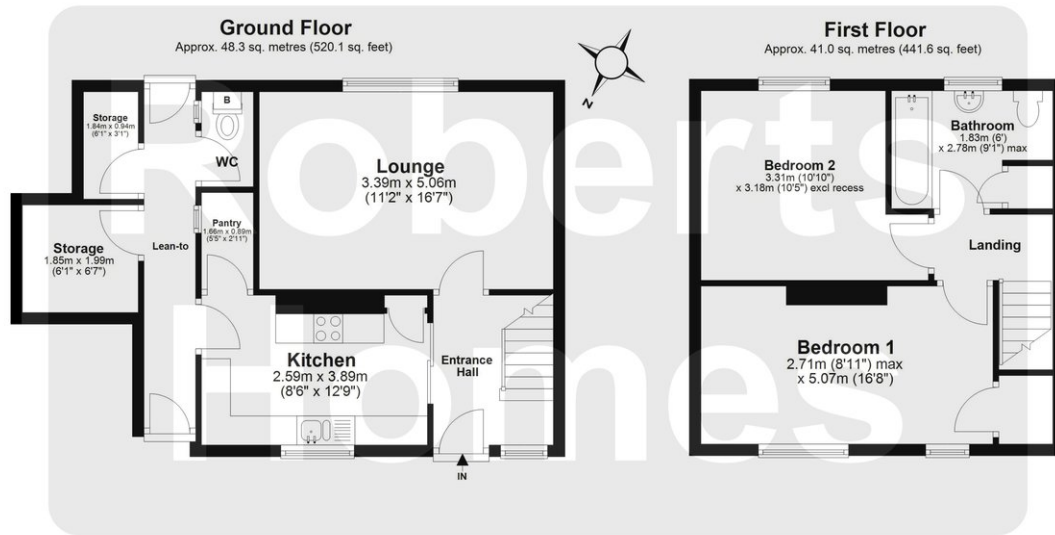 Ground Floor
Approx. 48.3 sq. metres (520.1 sq. feet)
First Floor
Approx. 41.0 sq. metres (441.6 sq. feet)
N
Storage
1.84m x 0.94m
(6'1" x 3'1")
B
WC
Lounge
3.39m x 5.06m
(11'2" x 16'7")
Pantry
1.66m x 0.89m
(5'5" x 2'11")
Storage
1.85m x 1.99m
(6'1" x 6'7")
Lean-to
Kitchen
2.59m x 3.89m
(8'6" x 12'9")
Entrance
Hall
IN
Bedroom 2
3.31m (10'10")
x 3.18m (10'5") excl recess
Bathroom
1.83m (6')
x 2.78m (9'1") max
Landing
Bedroom 1
2.71m (8'11") max
x 5.07m (16'8")
Roberts
Homes